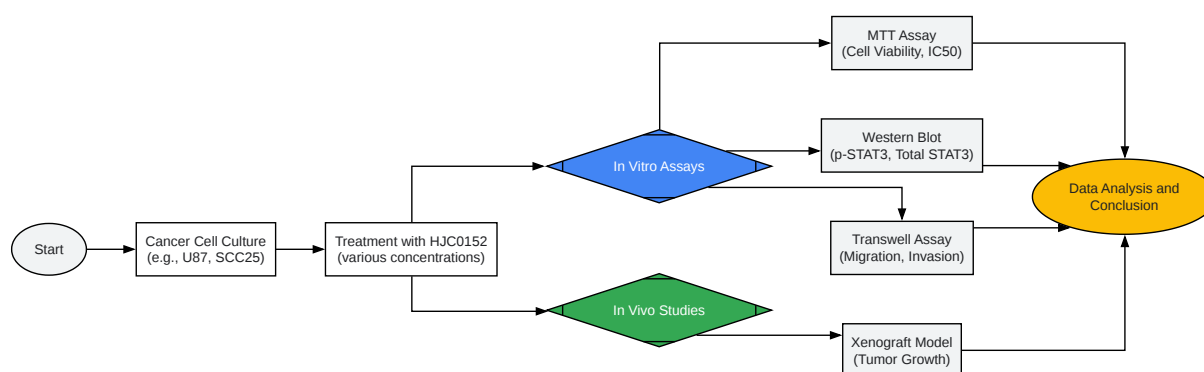 Start
Cancer Cell Culture
(e.g., U87, SCC25)
Treatment with HJC0152
(various concentrations)
In Vitro Assays
In Vivo Studies
MTT Assay
(Cell Viability, IC50)
Western Blot
(p-STAT3, Total STAT3)
Transwell Assay
(Migration, Invasion)
Xenograft Model
(Tumor Growth)
Data Analysis and
Conclusion